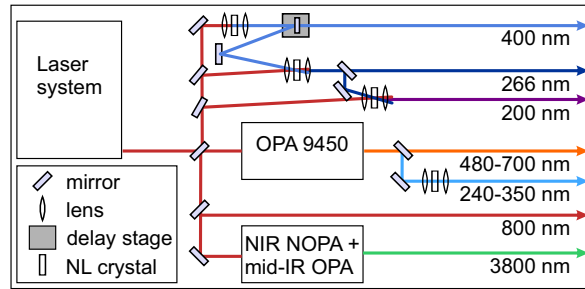 Laser
system
400 nm
266 nm
200 nm
OPA 9450
480-700 nm
240-350 nm
800 nm
NIR NOPA +
mid-IR OPA
3800 nm
mirror
lens
delay stage
NL crystal